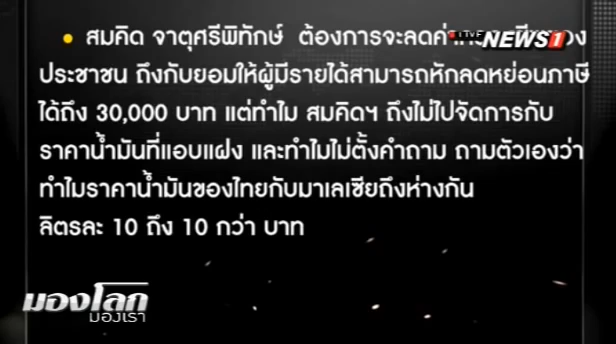 • สมคิด จาตุศรีพิทักษ์ ต้องการจะลด
ประชาชน ถึงกับยอมให้ผู้มีรายได้สามารถหักลดหย่อนภาษี
ได้ถึง 30,000 บาท แต่ทำไม สมคิดฯ ถึงไม่ไปจัดการกับ
ราคาน้ำมันที่แอบแฝง และทำไมไม่ตั้งคำถาม ถามตัวเองว่า
ทำไมราคาน้ำมันของไทยกับมาเลเซียถึงห่างกัน
ลิตรละ 10 ถึง 10 กว่า บาท
LIVE NEWS1
มองโลก
มองเรา